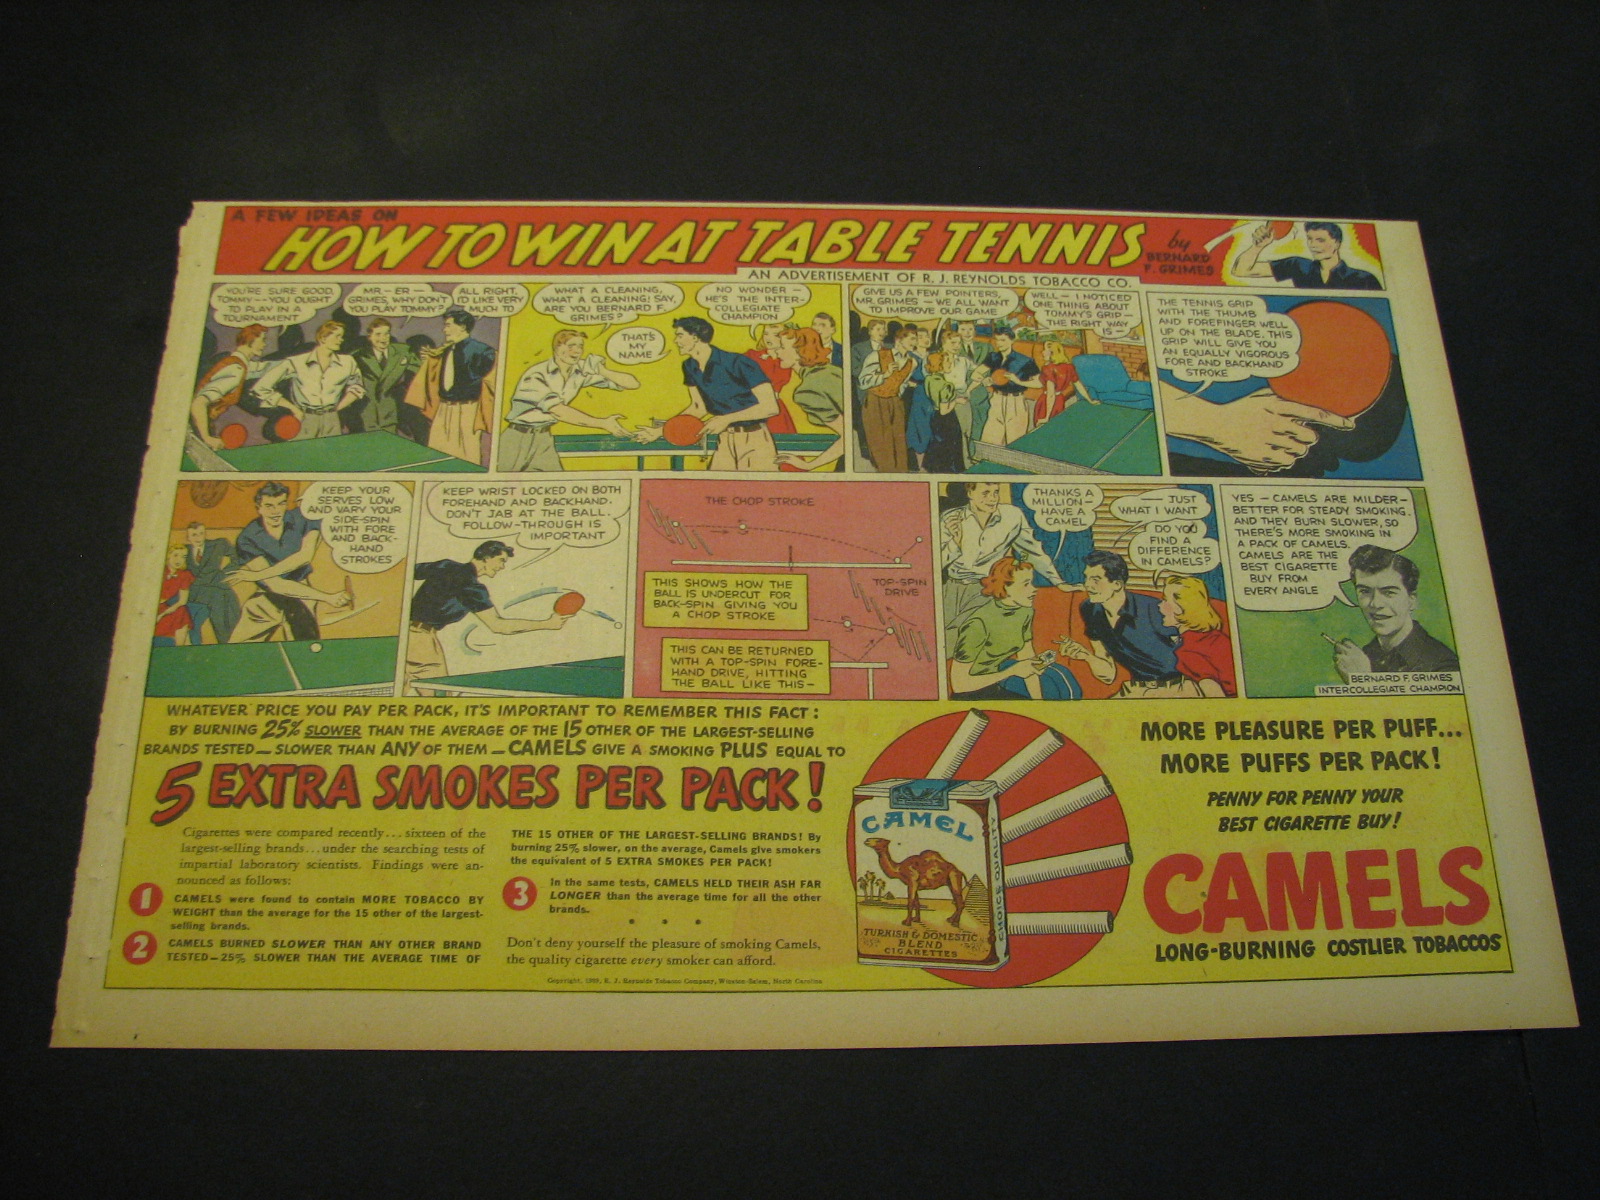 A FEW IDEAS ON
HOW TO WIN AT TABLE TENNIS
by
BERNARD
F. GRIMES
AN ADVERTISEMENT OF R. J. REYNOLDS TOBACCO CO.
YOU'RE SURE GOOD,
TOMMY -- YOU OUGHT
TO PLAY IN A
TOURNAMENT
MR - ER -
GRIMES, WHY DON'T
YOU PLAY TOMMY?
ALL RIGHT,
I'D LIKE VERY
MUCH TO
WHAT A CLEANING,
WHAT A CLEANING! SAY,
ARE YOU BERNARD F.
GRIMES?
THAT'S
MY
NAME
NO WONDER -
HE'S THE INTER-
COLLEGIATE
CHAMPION
GIVE US A FEW POINTERS,
MR. GRIMES - WE ALL WANT
TO IMPROVE OUR GAME
WELL - I NOTICED
ONE THING ABOUT
TOMMY'S GRIP -
THE RIGHT WAY
IS -
THE TENNIS GRIP
WITH THE THUMB
AND FOREFINGER WELL
UP ON THE BLADE. THIS
GRIP WILL GIVE YOU
AN EQUALLY VIGOROUS
FORE AND BACKHAND
STROKE
KEEP YOUR
SERVES LOW
AND VARY YOUR
SIDE-SPIN
WITH FORE
AND BACK-
HAND
STROKES
KEEP WRIST LOCKED ON BOTH
FOREHAND AND BACKHAND.
DON'T JAB AT THE BALL.
FOLLOW-THROUGH IS
IMPORTANT
THE CHOP STROKE
THIS SHOWS HOW THE
BALL IS UNDERCUT FOR
BACK-SPIN GIVING YOU
A CHOP STROKE
TOP-SPIN
DRIVE
THIS CAN BE RETURNED
WITH A TOP-SPIN FORE-
HAND DRIVE, HITTING
THE BALL LIKE THIS -
THANKS A
MILLION -
HAVE A
CAMEL
— JUST
WHAT I WANT
DO YOU
FIND A
DIFFERENCE
IN CAMELS?
YES - CAMELS ARE MILDER -
BETTER FOR STEADY SMOKING.
AND THEY BURN SLOWER, SO
THERE'S MORE SMOKING IN
A PACK OF CAMELS.
CAMELS ARE THE
BEST CIGARETTE
BUY FROM
EVERY ANGLE
BERNARD F. GRIMES
INTERCOLLEGIATE CHAMPION
WHATEVER PRICE YOU PAY PER PACK, IT'S IMPORTANT TO REMEMBER THIS FACT:
BY BURNING 25% SLOWER THAN THE AVERAGE OF THE 15 OTHER OF THE LARGEST-SELLING
BRANDS TESTED — SLOWER THAN ANY OF THEM — CAMELS GIVE A SMOKING PLUS EQUAL TO
5 EXTRA SMOKES PER PACK!
Cigarettes were compared recently...sixteen of the
largest-selling brands...under the searching tests of
impartial laboratory scientists. Findings were an-
nounced as follows:
1 CAMELS were found to contain MORE TOBACCO BY
WEIGHT than the average for the 15 other of the largest-
selling brands.
2 CAMELS BURNED SLOWER THAN ANY OTHER BRAND
TESTED—25% SLOWER THAN THE AVERAGE TIME OF
THE 15 OTHER OF THE LARGEST-SELLING BRANDS! By
burning 25% slower, on the average, Camels give smokers
the equivalent of 5 EXTRA SMOKES PER PACK!
3 In the same tests, CAMELS HELD THEIR ASH FAR
LONGER than the average time for all the other
brands.
• • •
Don't deny yourself the pleasure of smoking Camels,
the quality cigarette every smoker can afford.
Copyright, 1939, R. J. Reynolds Tobacco Company, Winston-Salem, North Carolina
CAMEL
TURKISH & DOMESTIC
BLEND
CIGARETTES
CHOICE QUALITY
MORE PLEASURE PER PUFF...
MORE PUFFS PER PACK!
PENNY FOR PENNY YOUR
BEST CIGARETTE BUY!
CAMELS
LONG-BURNING COSTLIER TOBACCOS